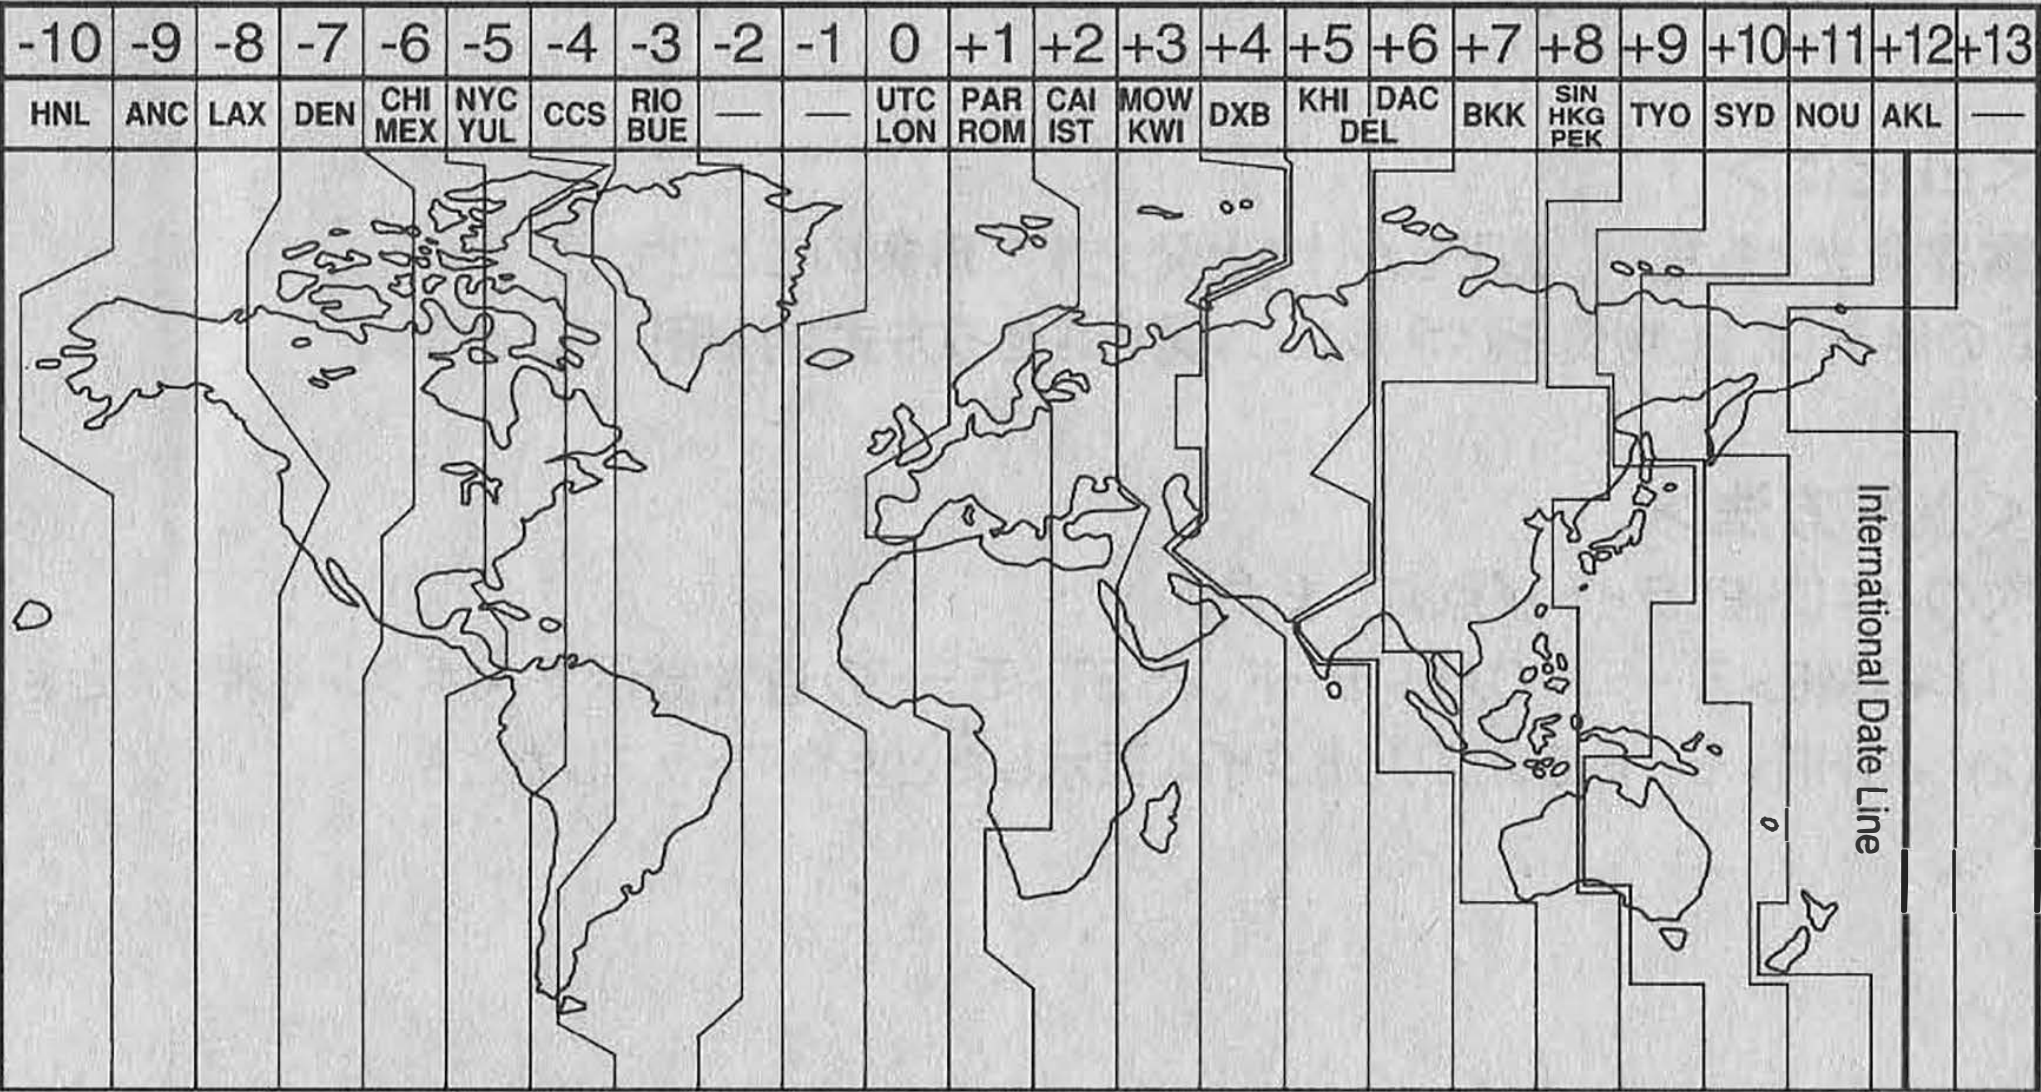 -10 -9 -8 -7 -6 -5 -4 -3 -2 -1 0 +1 +2 +3 +4 +5 +6 +7 +8 +9 +10 +11 +12 +13
HNL
ANC
LAX
DEN
CHI
MEX
NYC
YUL
CCS
RIO
BUE
—
—
UTC
LON
PAR
ROM
CAI
IST
MOW
KWI
DXB
KHI DAC
DEL
BKK
SIN
HKG
PEK
TYO
SYD
NOU
AKL
—
International Date Line